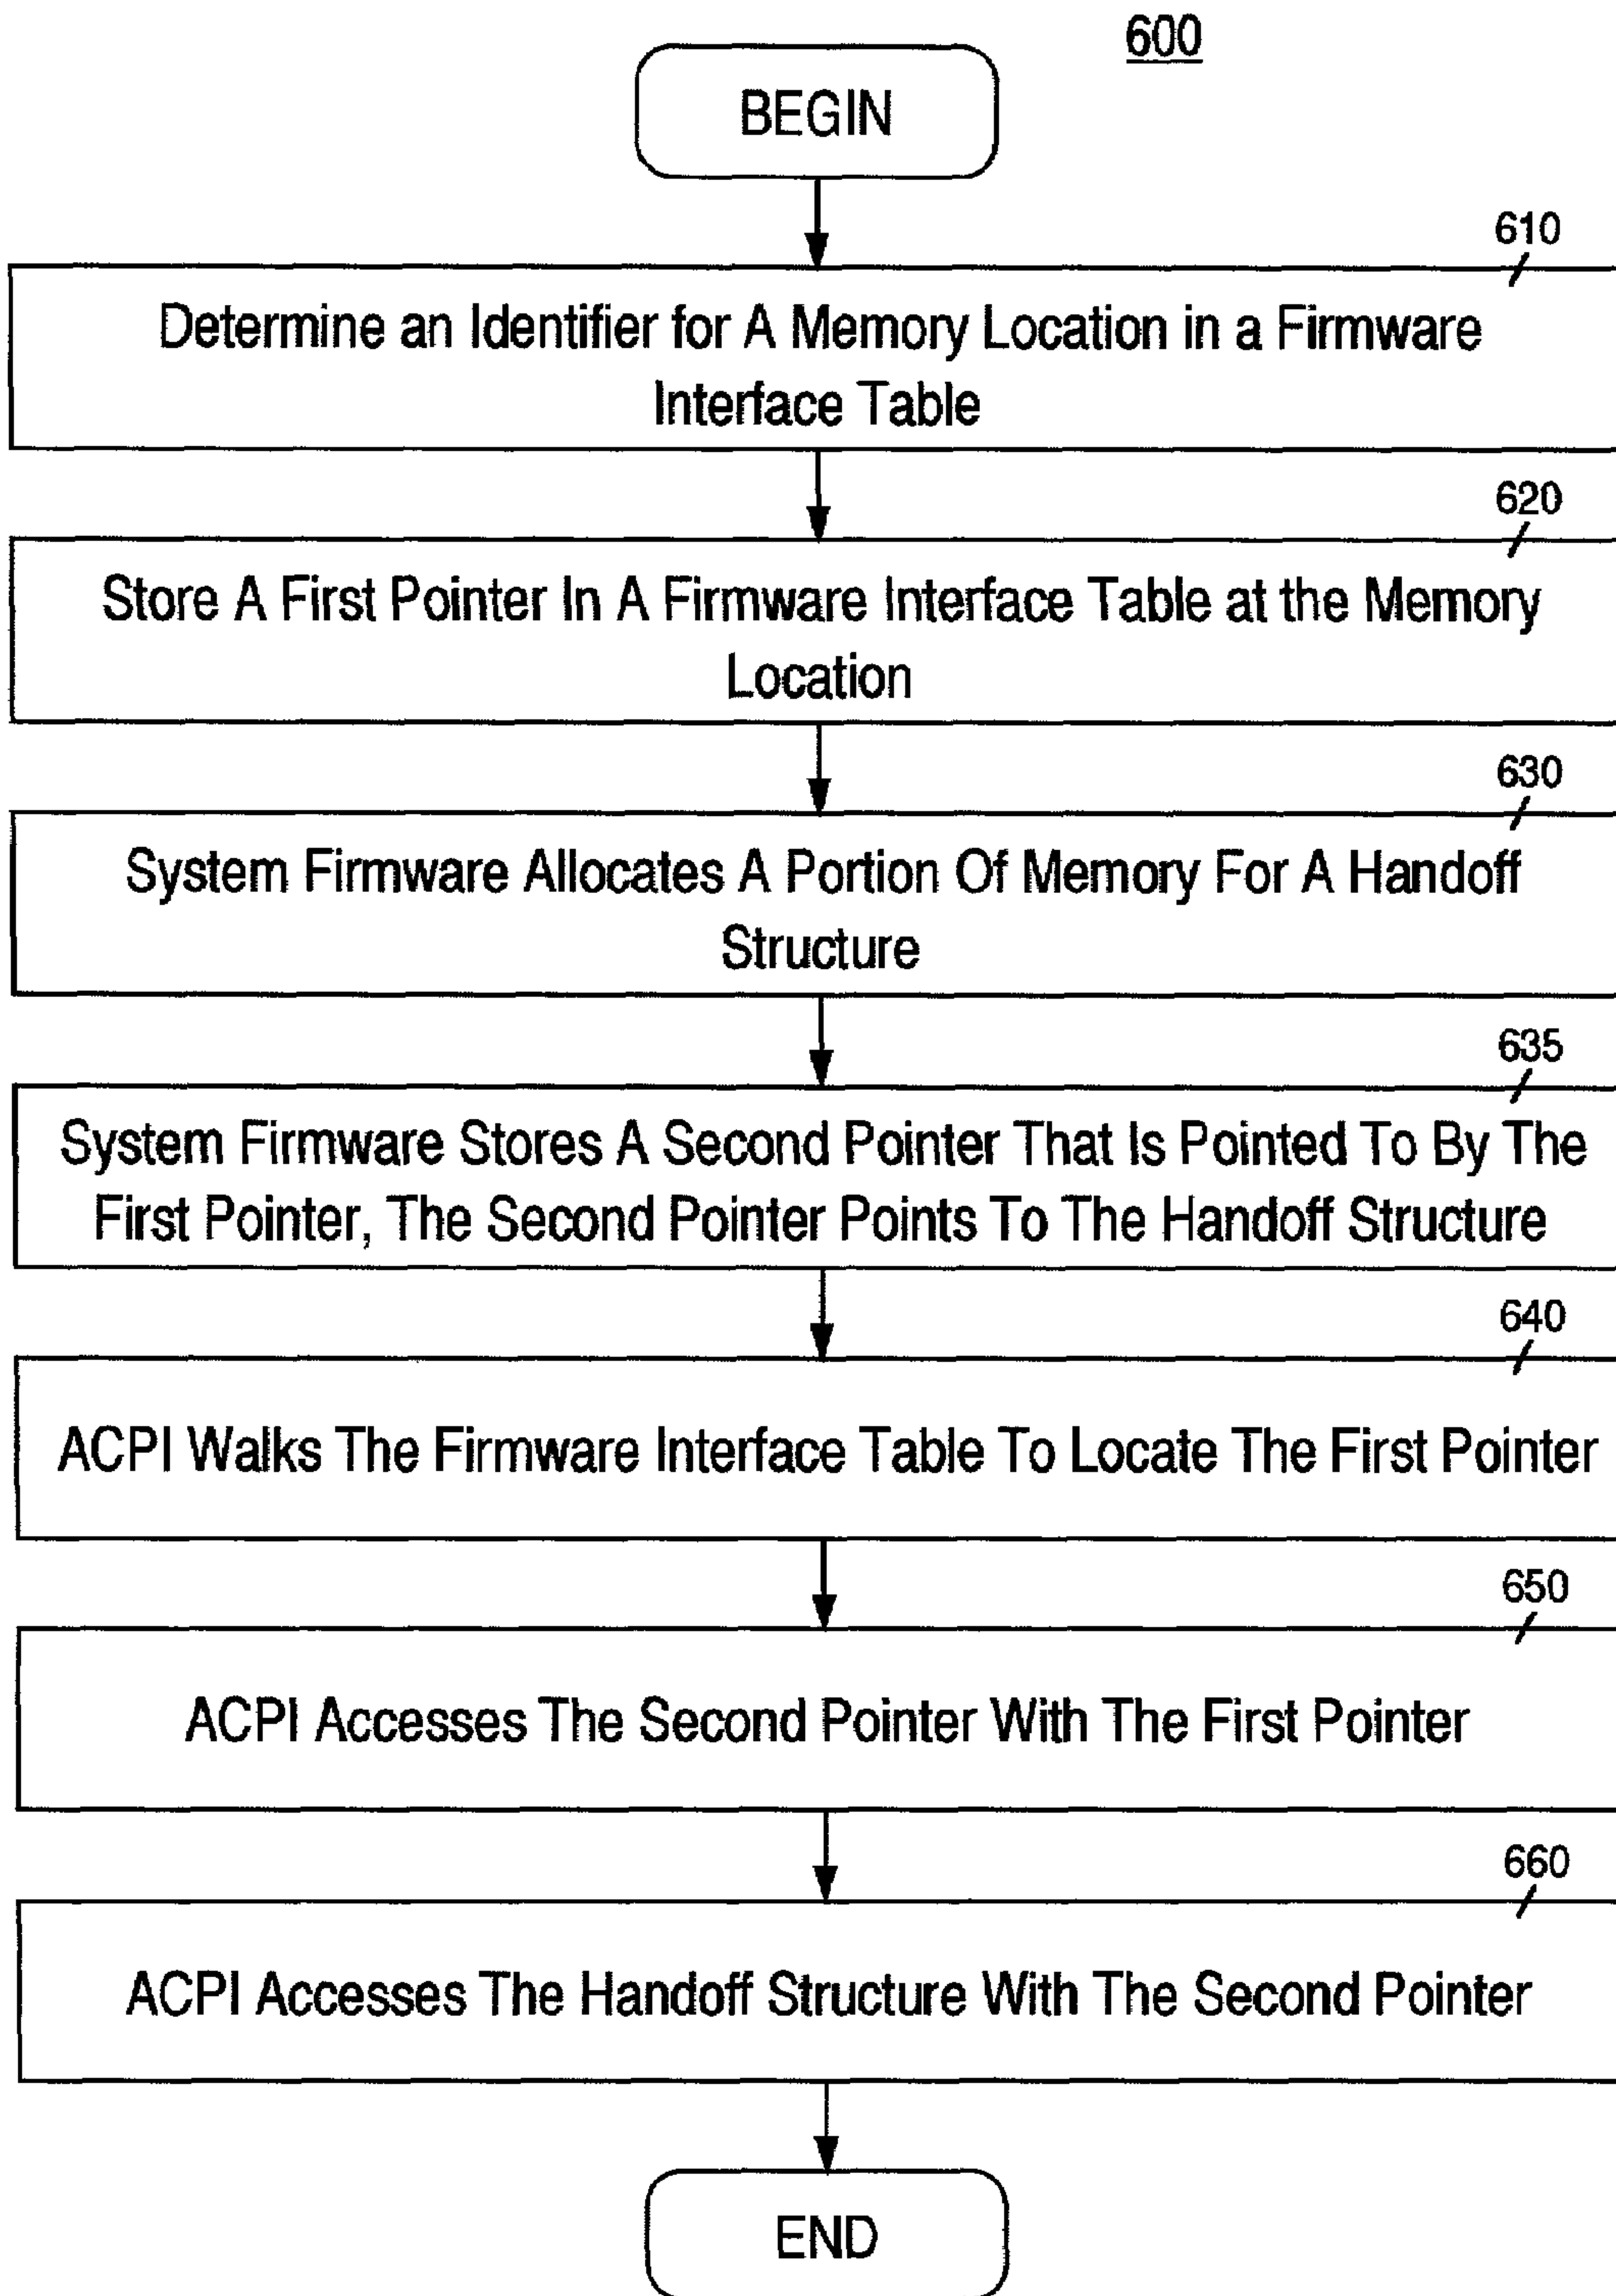 600
BEGIN
610
Determine an Identifier for A Memory Location in a Firmware
Interface Table
620
Store A First Pointer In A Firmware Interface Table at the Memory
Location
630
System Firmware Allocates A Portion Of Memory For A Handoff
Structure
635
System Firmware Stores A Second Pointer That Is Pointed To By The
First Pointer, The Second Pointer Points To The Handoff Structure
640
ACPI Walks The Firmware Interface Table To Locate The First Pointer
650
ACPI Accesses The Second Pointer With The First Pointer
660
ACPI Accesses The Handoff Structure With The Second Pointer
END